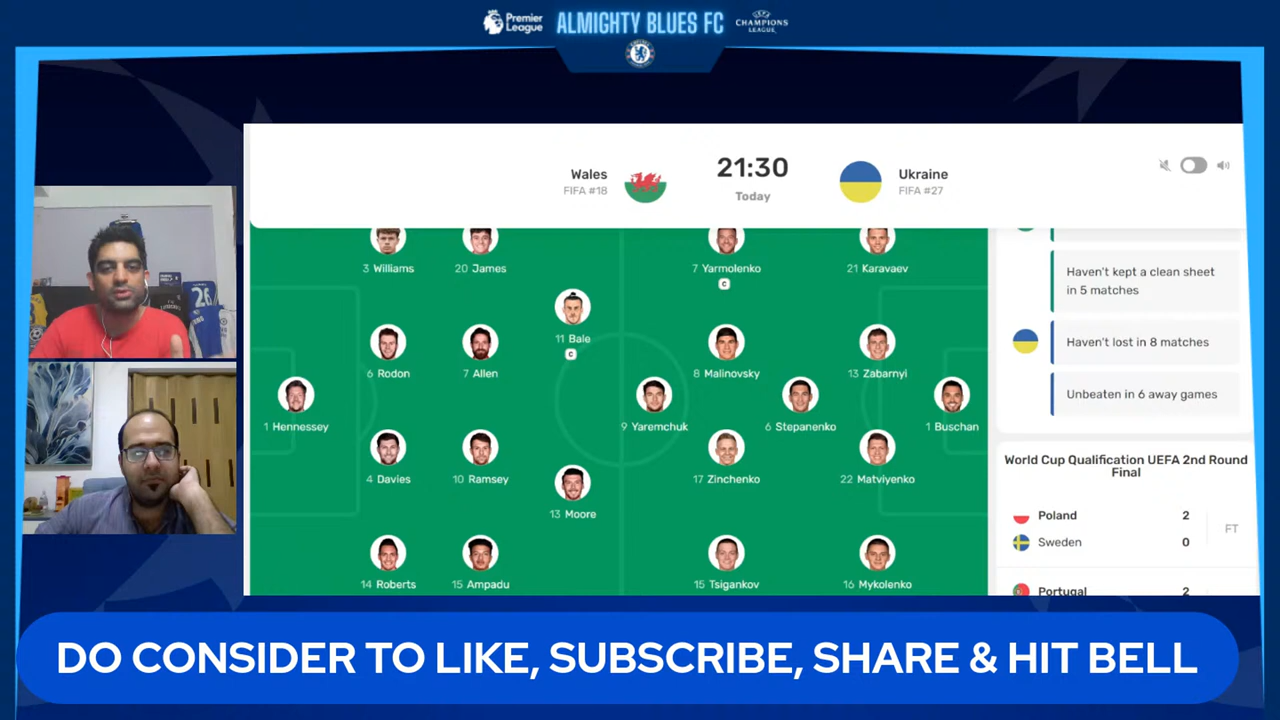 Premier
League
ALMIGHTY BLUES FC
UEFA
CHAMPIONS
LEAGUE
Wales
FIFA #18
21:30
Today
Ukraine
FIFA #27
3 Williams
20 James
7 Yarmolenko
C
21 Karavaev
11 Bale
C
6 Rodon
7 Allen
8 Malinovsky
13 Zabarnyi
1 Hennessey
9 Yaremchuk
6 Stepanenko
1 Buschan
4 Davies
10 Ramsey
17 Zinchenko
22 Matviyenko
13 Moore
14 Roberts
15 Ampadu
15 Tsigankov
16 Mykolenko
Haven't kept a clean sheet
in 5 matches
Haven't lost in 8 matches
Unbeaten in 6 away games
World Cup Qualification UEFA 2nd Round
Final
Poland 2
FT
Sweden 0
Portugal 2
26
DO CONSIDER TO LIKE, SUBSCRIBE, SHARE & HIT BELL